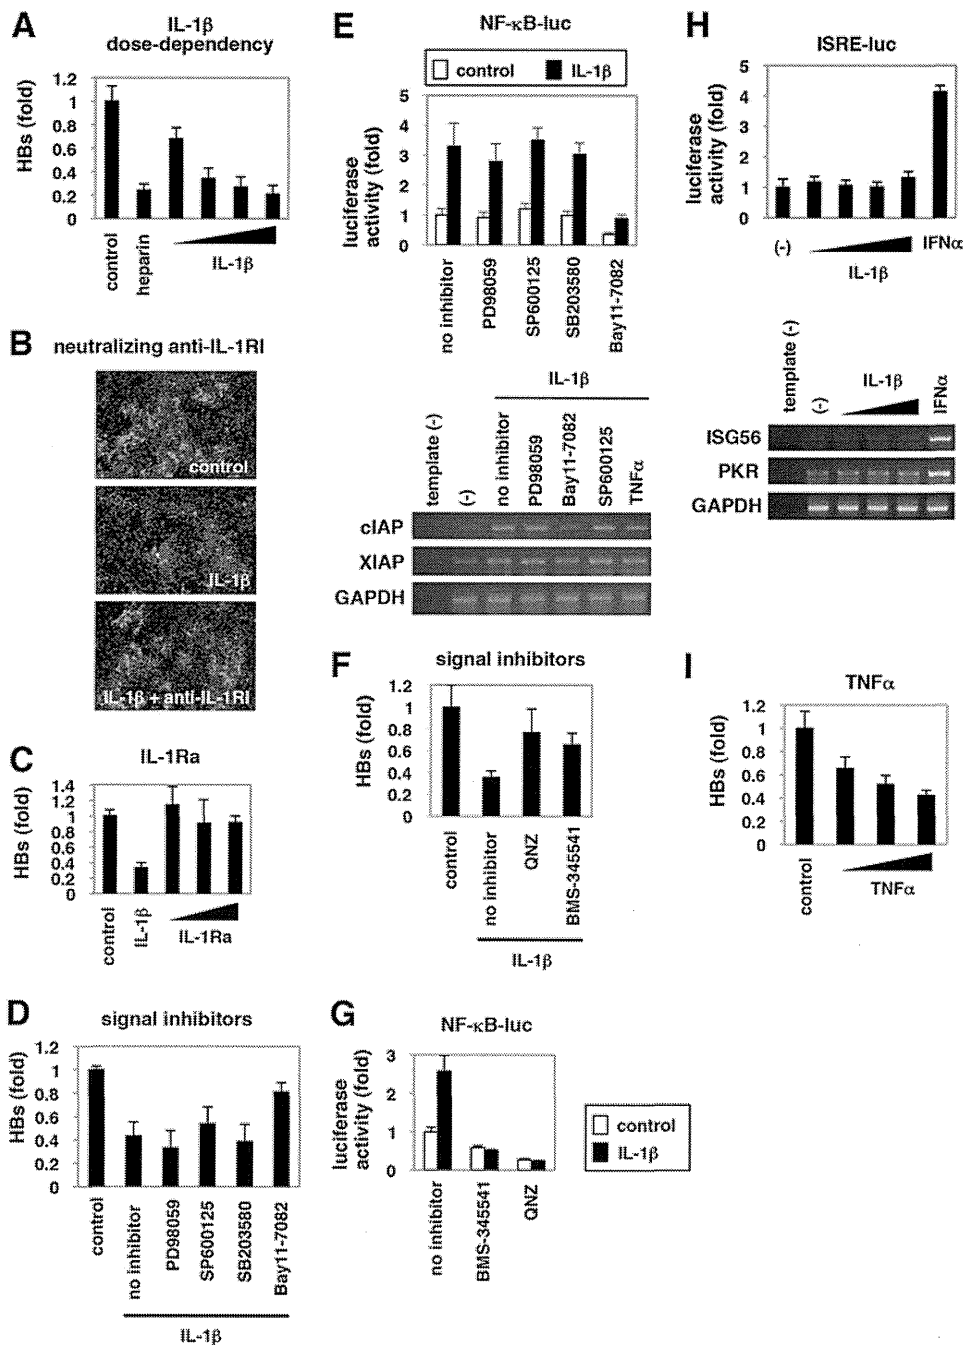 A
IL-1β
dose-dependency
HBs (fold)
1.2
1
0.8
0.6
0.4
0.2
0
control
heparin
IL-1β
B
neutralizing anti-IL-1RI
control
IL-1β
IL-1β + anti-IL-1RI
C
IL-1Ra
HBs (fold)
1.4
1.2
1
0.8
0.6
0.4
0.2
0
control
IL-1β
IL-1Ra
D
signal inhibitors
HBs (fold)
1.2
1
0.8
0.6
0.4
0.2
0
control
no inhibitor
PD98059
SP600125
SB203580
Bay11-7082
IL-1β
E
NF-κB-luc
control
IL-1β
luciferase
activity (fold)
5
4
3
2
1
0
no inhibitor
PD98059
SP600125
SB203580
Bay11-7082
IL-1β
template (-)
(-)
no inhibitor
PD98059
Bay11-7082
SP600125
TNFα
cIAP
XIAP
GAPDH
F
signal inhibitors
HBs (fold)
1.2
1
0.8
0.6
0.4
0.2
0
control
no inhibitor
QNZ
BMS-345541
IL-1β
G
NF-κB-luc
luciferase
activity (fold)
3
2
1
0
no inhibitor
BMS-345541
QNZ
control
IL-1β
H
ISRE-luc
luciferase
activity (fold)
5
4
3
2
1
0
(-)
IL-1β
IFNα
template (-)
(-)
IL-1β
IFNα
ISG56
PKR
GAPDH
I
TNFα
HBs (fold)
1.2
1
0.8
0.6
0.4
0.2
0
control
TNFα